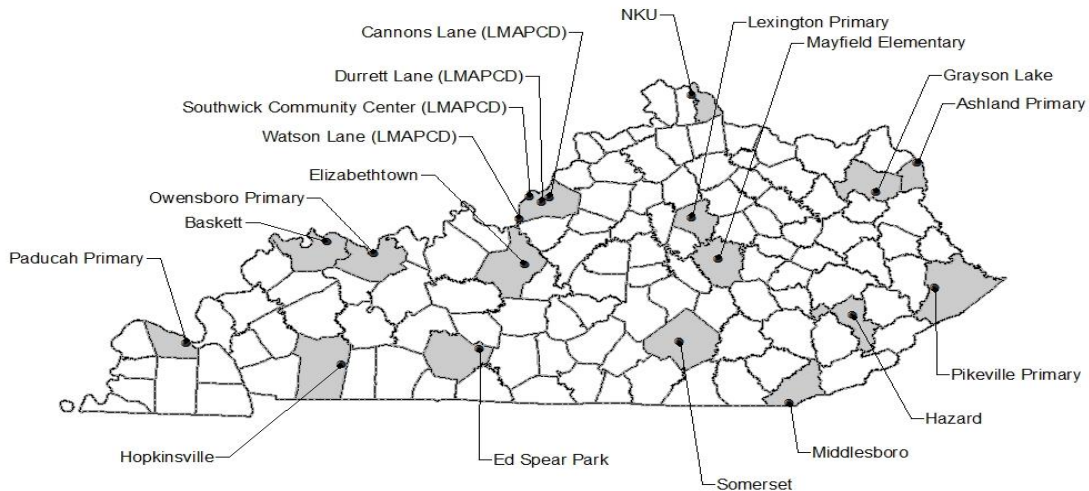 NKU
Lexington Primary
Cannons Lane (LMAPCD)
Mayfield Elementary
Durrett Lane (LMAPCD)
Grayson Lake
Southwick Community Center (LMAPCD)
Ashland Primary
Watson Lane (LMAPCD)
Elizabethtown
Owensboro Primary
Baskett
Paducah Primary
Pikeville Primary
Hazard
Middlesboro
Hopkinsville
Ed Spear Park
Somerset